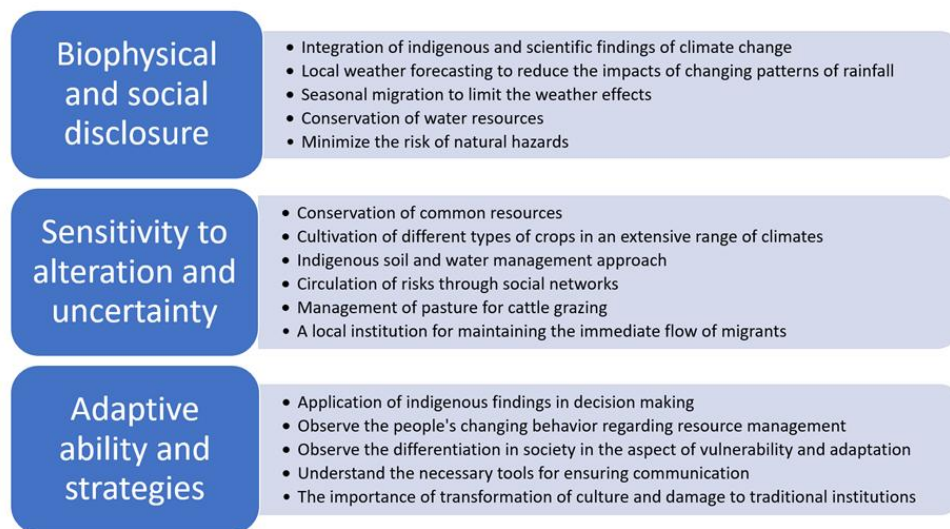 Biophysical
and social
disclosure
• Integration of indigenous and scientific findings of climate change
• Local weather forecasting to reduce the impacts of changing patterns of rainfall
• Seasonal migration to limit the weather effects
• Conservation of water resources
• Minimize the risk of natural hazards
Sensitivity to
alteration and
uncertainty
• Conservation of common resources
• Cultivation of different types of crops in an extensive range of climates
• Indigenous soil and water management approach
• Circulation of risks through social networks
• Management of pasture for cattle grazing
• A local institution for maintaining the immediate flow of migrants
Adaptive
ability and
strategies
• Application of indigenous findings in decision making
• Observe the people's changing behavior regarding resource management
• Observe the differentiation in society in the aspect of vulnerability and adaptation
• Understand the necessary tools for ensuring communication
• The importance of transformation of culture and damage to traditional institutions